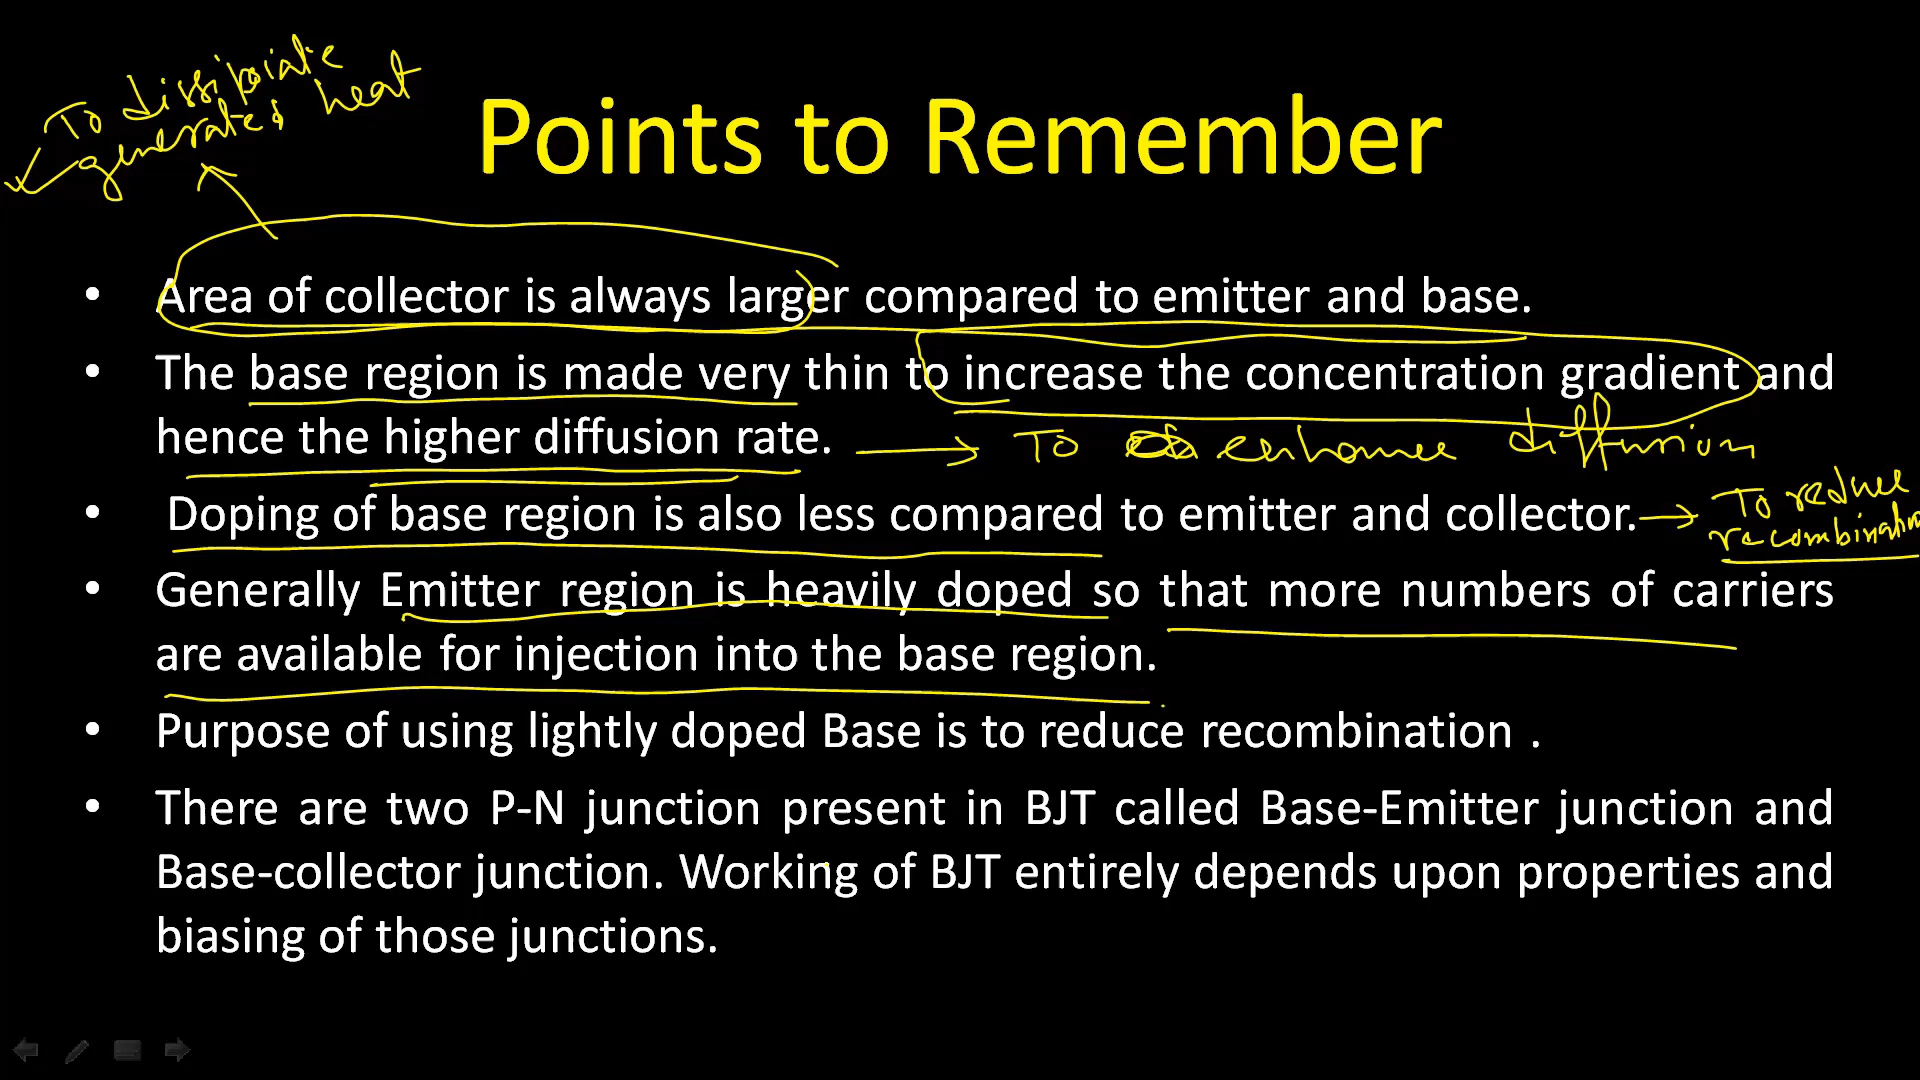 To dissipiate
generated heat
Points to Remember
• Area of collector is always larger compared to emitter and base.
• The base region is made very thin to increase the concentration gradient and
hence the higher diffusion rate. → To enhance diffusion
• Doping of base region is also less compared to emitter and collector. → To reduce
recombination
• Generally Emitter region is heavily doped so that more numbers of carriers
are available for injection into the base region.
• Purpose of using lightly doped Base is to reduce recombination .
• There are two P-N junction present in BJT called Base-Emitter junction and
Base-collector junction. Working of BJT entirely depends upon properties and
biasing of those junctions.